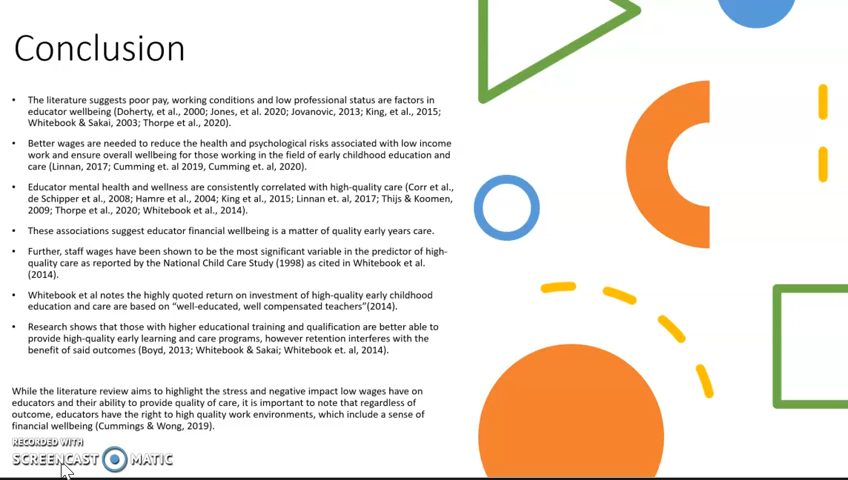 Conclusion
• The literature suggests poor pay, working conditions and low professional status are factors in
educator wellbeing (Doherty, et al., 2000; Jones, et al. 2020; Jovanovic, 2013; King, et al., 2015;
Whitebook & Sakai, 2003; Thorpe et al., 2020).
• Better wages are needed to reduce the health and psychological risks associated with low income
work and ensure overall wellbeing for those working in the field of early childhood education and
care (Linnan, 2017; Cumming et. al 2019, Cumming et. al, 2020).
• Educator mental health and wellness are consistently correlated with high-quality care (Corr et al.,
de Schipper et al., 2008; Hamre et al., 2004; King et al., 2015; Linnan et. al, 2017; Thijs & Koomen,
2009; Thorpe et al., 2020; Whitebook et al., 2014).
• These associations suggest educator financial wellbeing is a matter of quality early years care.
• Further, staff wages have been shown to be the most significant variable in the predictor of high-
quality care as reported by the National Child Care Study (1998) as cited in Whitebook et al.
(2014).
• Whitebook et al notes the highly quoted return on investment of high-quality early childhood
education and care are based on “well-educated, well compensated teachers”(2014).
• Research shows that those with higher educational training and qualification are better able to
provide high-quality early learning and care programs, however retention interferes with the
benefit of said outcomes (Boyd, 2013; Whitebook & Sakai; Whitebook et. al, 2014).
While the literature review aims to highlight the stress and negative impact low wages have on
educators and their ability to provide quality of care, it is important to note that regardless of
outcome, educators have the right to high quality work environments, which include a sense of
financial wellbeing (Cummings & Wong, 2019).
RECORDED WITH
SCREENCAST MATIC